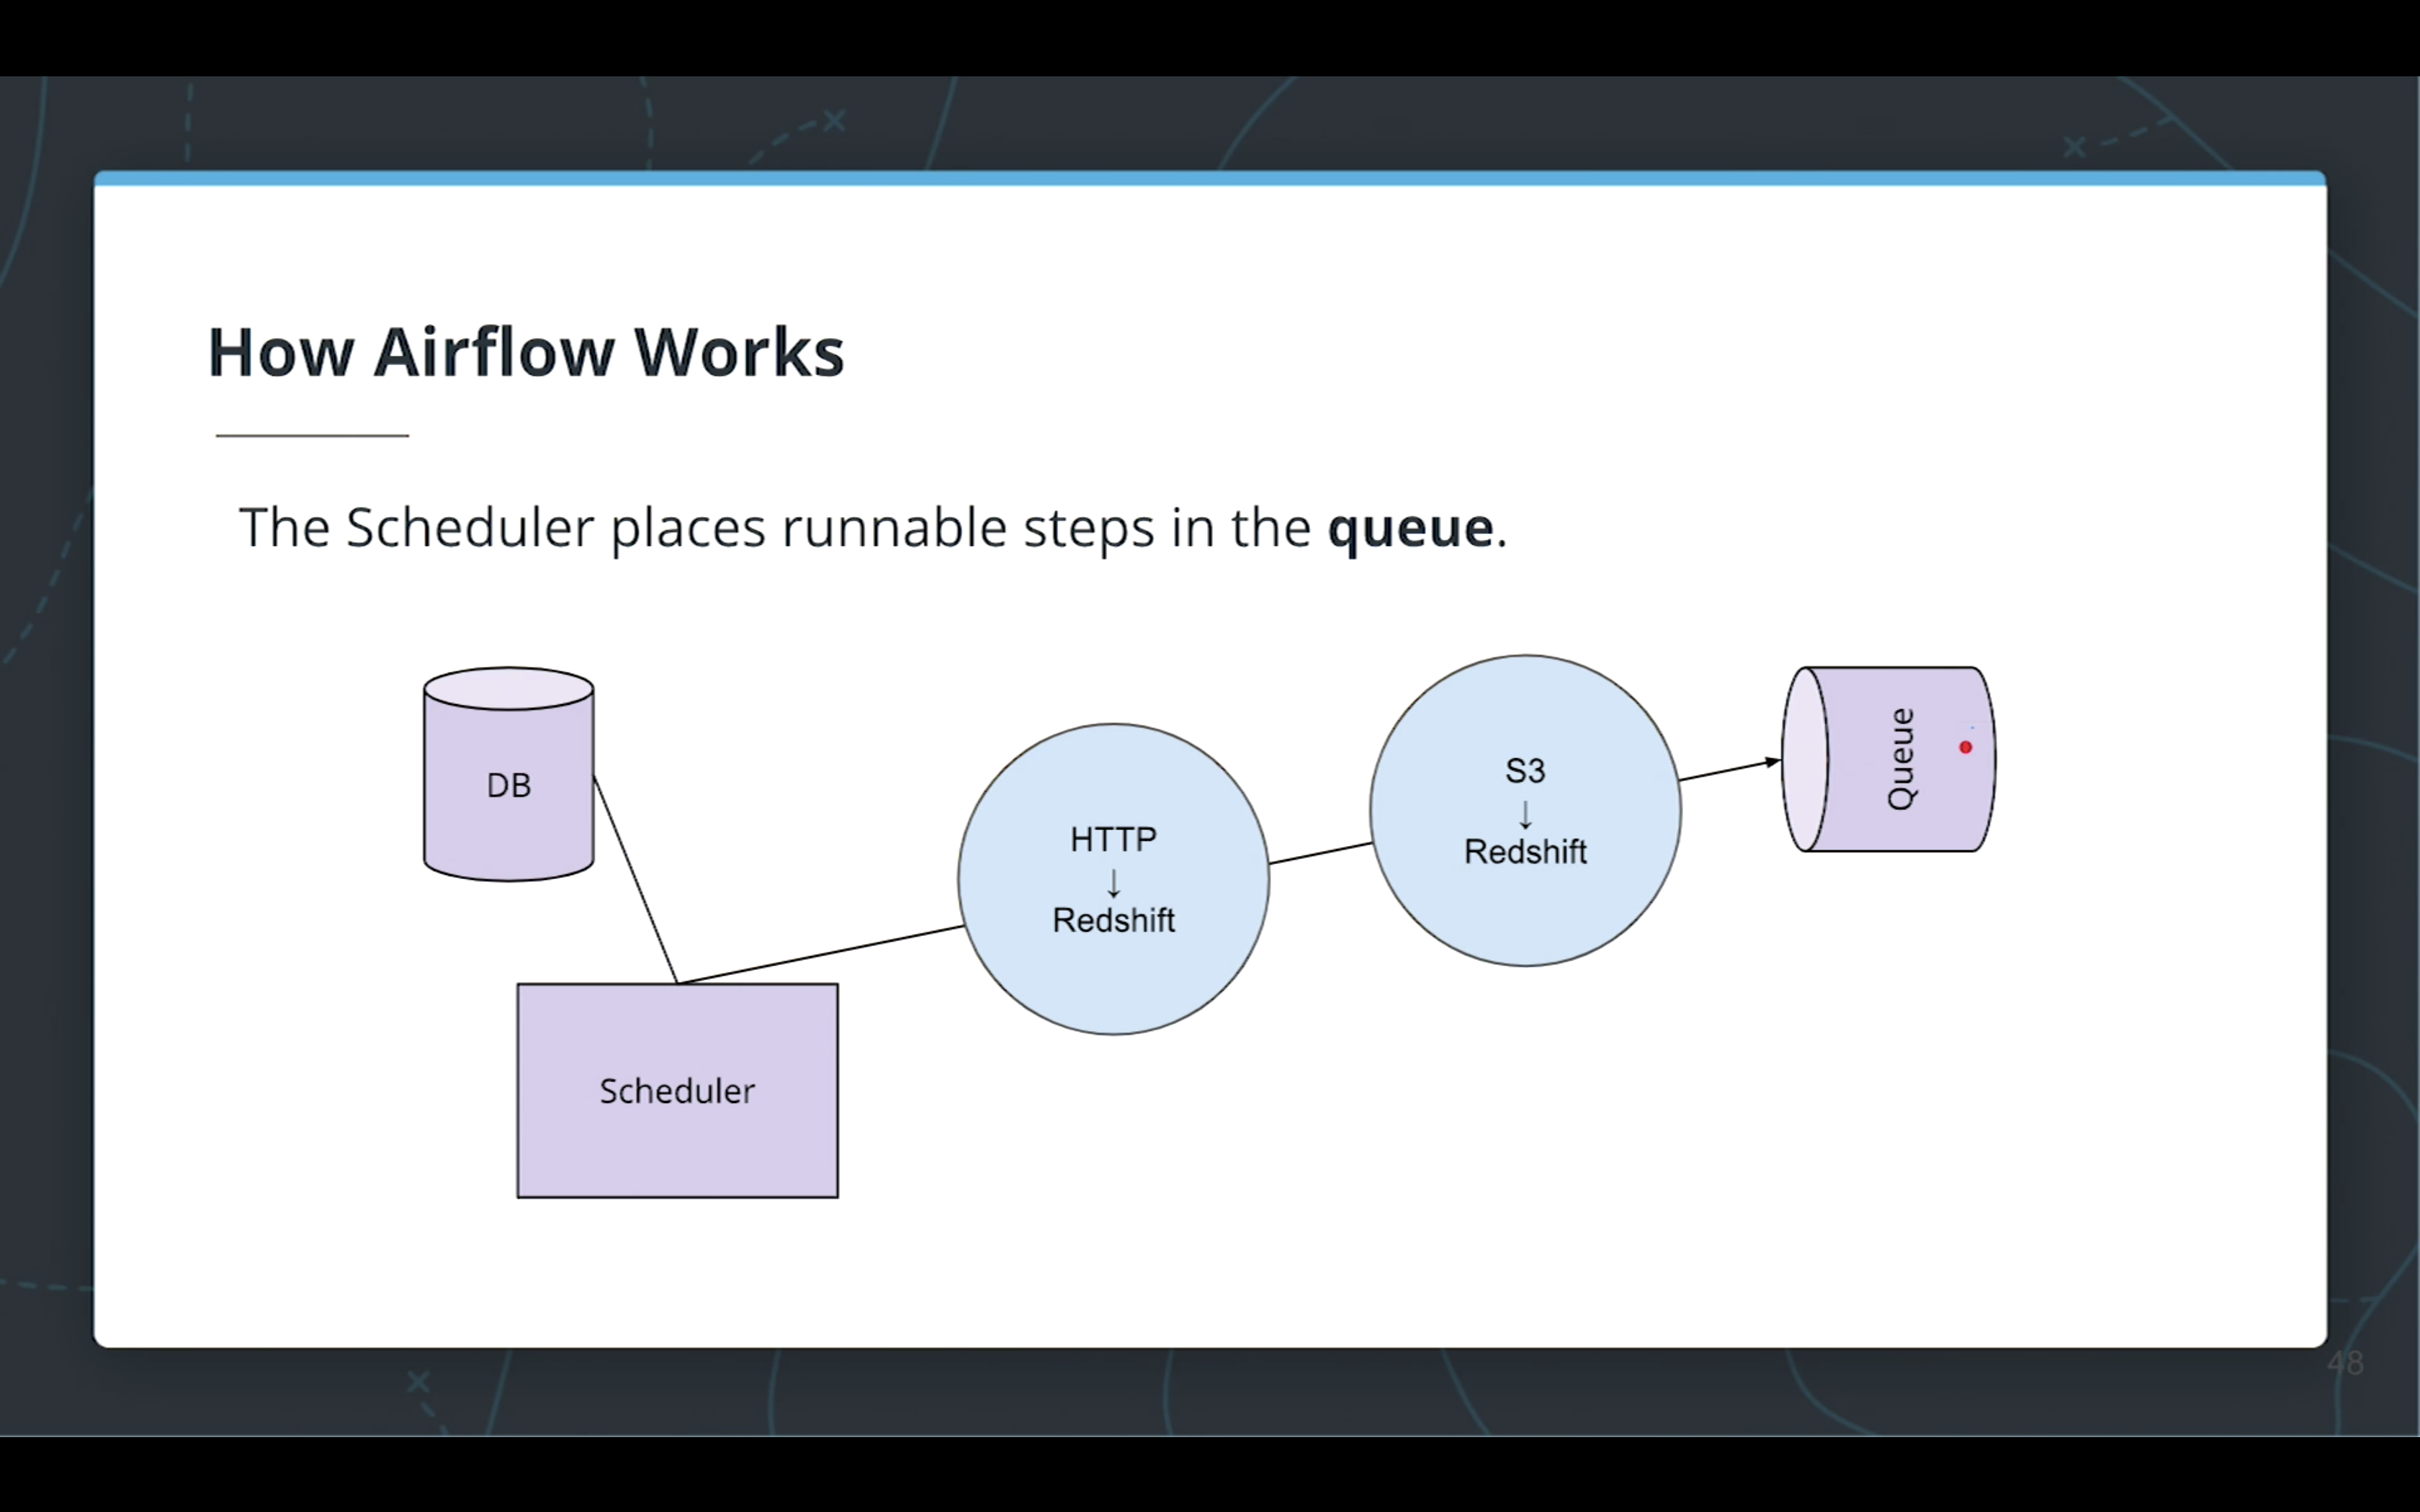 How Airflow Works
The Scheduler places runnable steps in the queue.
DB
Scheduler
HTTP
↓
Redshift
S3
↓
Redshift
Queue
48